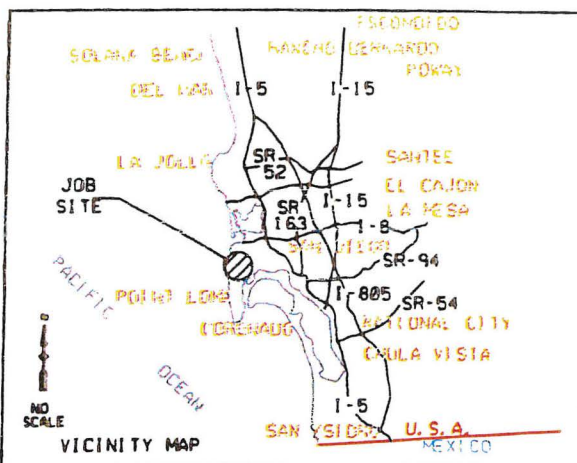 ESCONDIDO
SOLANA BEACH
RANCHO BERNARDO
POWAY
DEL MAR
I-5
I-15
LA JOLLA
SR
52
SANTEE
JOB
SITE
I-15
EL CAJON
SR
163
LA MESA
I-8
SAN DIEGO
SR-94
PACIFIC
POINT LOMA
I-805
SR-54
CORONADO
NATIONAL CITY
CHULA VISTA
OCEAN
NO
SCALE
I-5
SAN YSIDRO
U. S. A.
MEXICO
VICINITY MAP